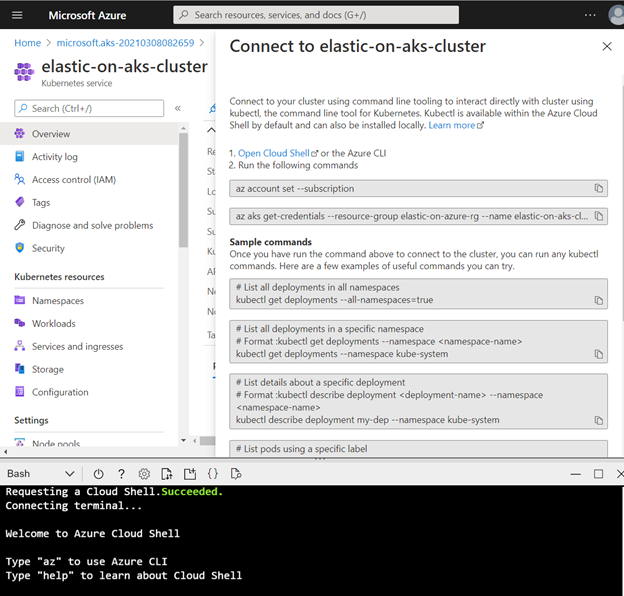 Microsoft Azure
Search resources, services, and docs (G+/)
Home > microsoft.aks-20210308082659 >
elastic-on-aks-cluster
Kubernetes service
Search (Ctrl+/)
Overview
Activity log
Access control (IAM)
Tags
Diagnose and solve problems
Security
Kubernetes resources
Namespaces
Workloads
Services and ingresses
Storage
Configuration
Settings
Node pools
Connect to elastic-on-aks-cluster
Connect to your cluster using command line tooling to interact directly with cluster using
kubectl, the command line tool for Kubernetes. Kubectl is available within the Azure Cloud
Shell by default and can also be installed locally. Learn more
1. Open Cloud Shell or the Azure CLI
2. Run the following commands
az account set --subscription
az aks get-credentials --resource-group elastic-on-azure-rg --name elastic-on-aks-cl...
Sample commands
Once you have run the command above to connect to the cluster, you can run any kubectl
commands. Here are a few examples of useful commands you can try.
# List all deployments in all namespaces
kubectl get deployments --all-namespaces=true
# List all deployments in a specific namespace
# Format :kubectl get deployments --namespace <namespace-name>
kubectl get deployments --namespace kube-system
# List details about a specific deployment
# Format :kubectl describe deployment <deployment-name> --namespace
<namespace-name>
kubectl describe deployment my-dep --namespace kube-system
# List pods using a specific label
Bash
Requesting a Cloud Shell.Succeeded.
Connecting terminal...
Welcome to Azure Cloud Shell
Type "az" to use Azure CLI
Type "help" to learn about Cloud Shell